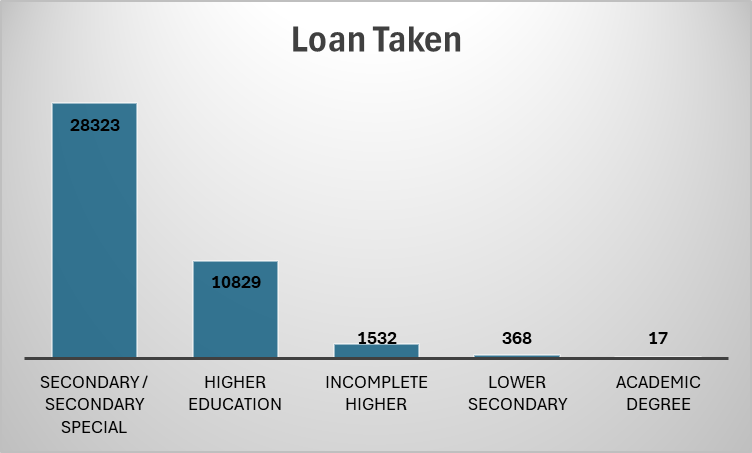 Loan Taken
28323
10829
1532
368
17
SECONDARY /
SECONDARY
SPECIAL
HIGHER
EDUCATION
INCOMPLETE
HIGHER
LOWER
SECONDARY
ACADEMIC
DEGREE